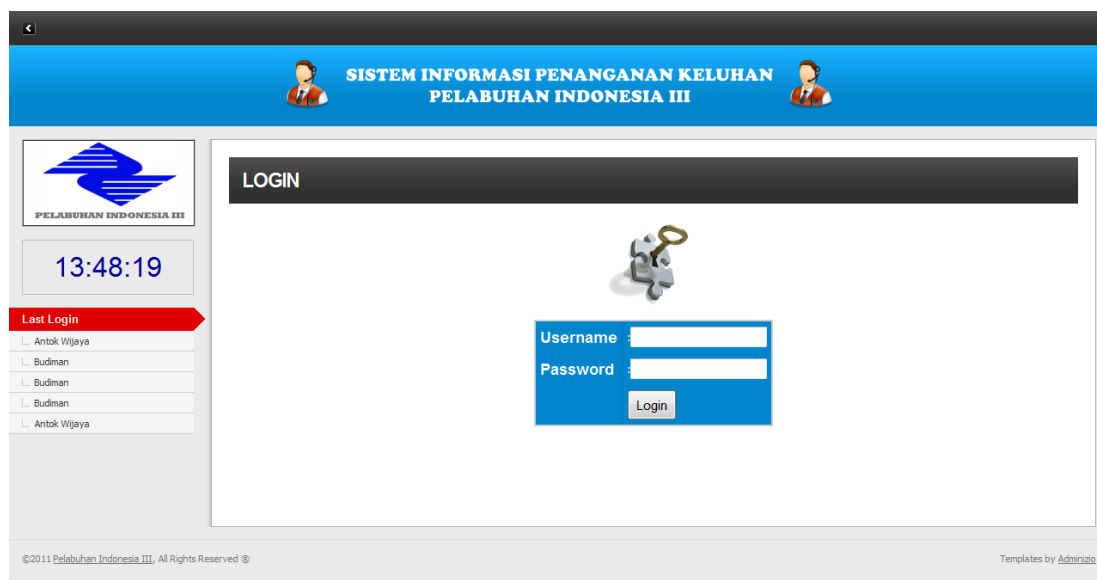 SISTEM INFORMASI PENANGANAN KELUHAN
PELABUHAN INDONESIA III
PELABUHAN INDONESIA III
13:48:19
Last Login
Antok Wijaya
Budiman
Budiman
Budiman
Antok Wijaya
LOGIN
Username :
Password :
Login
©2011 Pelabuhan Indonesia III, All Rights Reserved ®
Templates by Adminizio